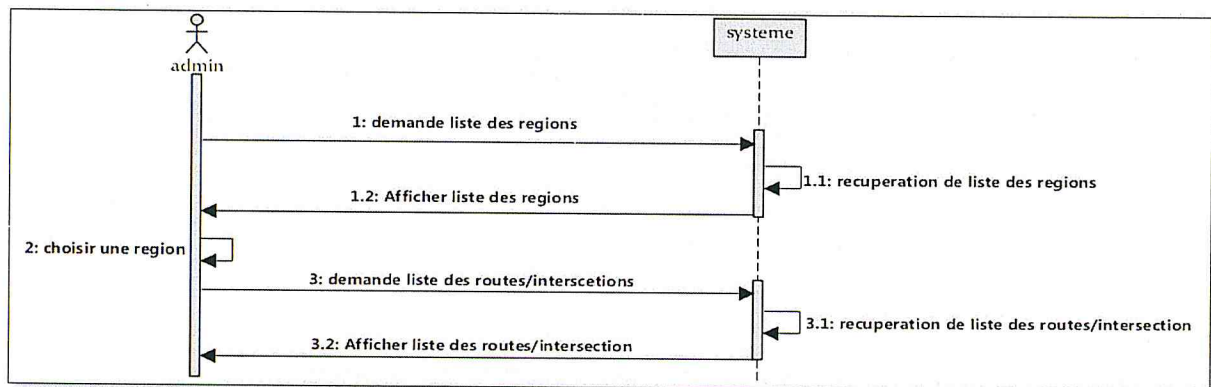 systeme
admin
1: demande liste des regions
1.1: recuperation de liste des regions
1.2: Afficher liste des regions
2: choisir une region
3: demande liste des routes/interscetions
3.1: recuperation de liste des routes/intersection
3.2: Afficher liste des routes/intersection